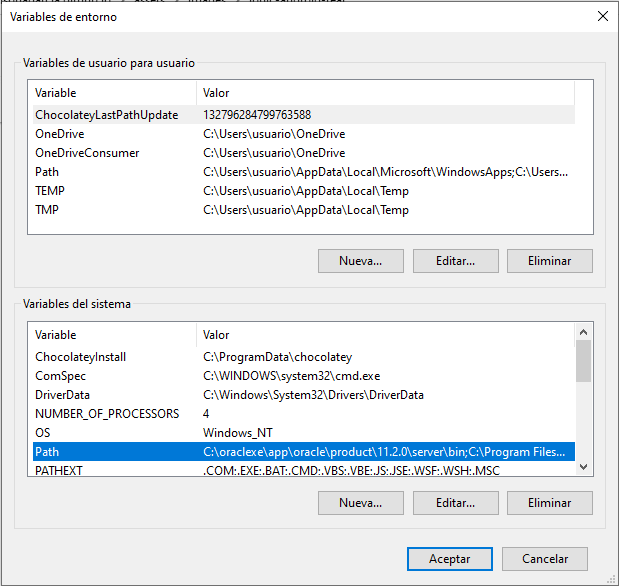 Variables de entorno
Variables de usuario para usuario
Variable Valor
ChocolateyLastPathUpdate 132796284799763588
OneDrive C:\Users\usuario\OneDrive
OneDriveConsumer C:\Users\usuario\OneDrive
Path C:\Users\usuario\AppData\Local\Microsoft\WindowsApps;C:\Users...
TEMP C:\Users\usuario\AppData\Local\Temp
TMP C:\Users\usuario\AppData\Local\Temp
Nueva... Editar... Eliminar
Variables del sistema
Variable Valor
ChocolateyInstall C:\ProgramData\chocolatey
ComSpec C:\WINDOWS\system32\cmd.exe
DriverData C:\Windows\System32\Drivers\DriverData
NUMBER_OF_PROCESSORS 4
OS Windows_NT
Path C:\oraclexe\app\oracle\product\11.2.0\server\bin;C:\Program Files...
PATHEXT .COM;.EXE;.BAT;.CMD;.VBS;.VBE;.JS;.JSE;.WSF;.WSH;.MSC
Nueva... Editar... Eliminar
Aceptar Cancelar